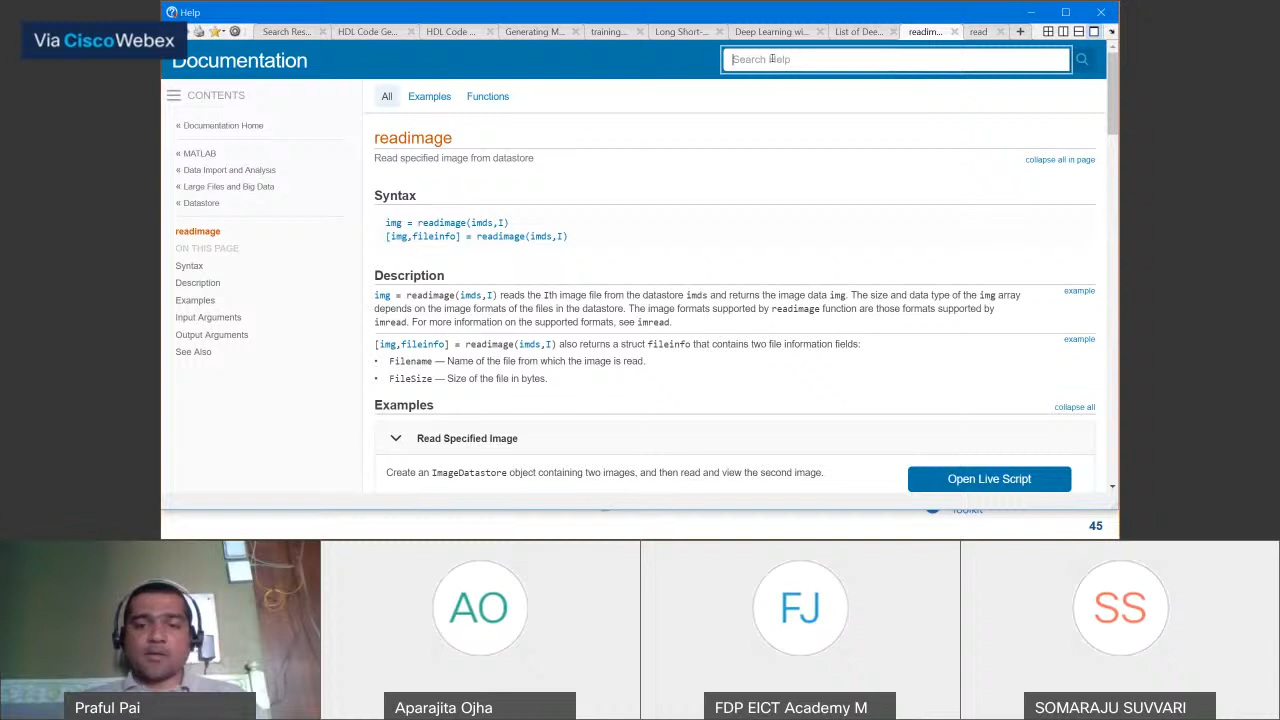 Help
Via CiscoWebex
Search Res...
HDL Code Ge...
HDL Code ...
Generating M...
training...
Long Short-...
Deep Learning wi...
List of Dee...
readim...
read
Documentation
Search Help
CONTENTS
All
Examples
Functions
« Documentation Home
« MATLAB
« Data Import and Analysis
« Large Files and Big Data
« Datastore
readimage
ON THIS PAGE
Syntax
Description
Examples
Input Arguments
Output Arguments
See Also
readimage
Read specified image from datastore
collapse all in page
Syntax
img = readimage(imds,I)
[img,fileinfo] = readimage(imds,I)
Description
img = readimage(imds,I) reads the Ith image file from the datastore imds and returns the image data img. The size and data type of the img array
example
depends on the image formats of the files in the datastore. The image formats supported by readimage function are those formats supported by
imread. For more information on the supported formats, see imread.
[img,fileinfo] = readimage(imds,I) also returns a struct fileinfo that contains two file information fields:
example
• Filename — Name of the file from which the image is read.
• FileSize — Size of the file in bytes.
Examples
collapse all
Read Specified Image
Create an ImageDatastore object containing two images, and then read and view the second image.
Open Live Script
Toolkit
45
AO
FJ
SS
Praful Pai
Aparajita Ojha
FDP EICT Academy M
SOMARAJU SUVVARI